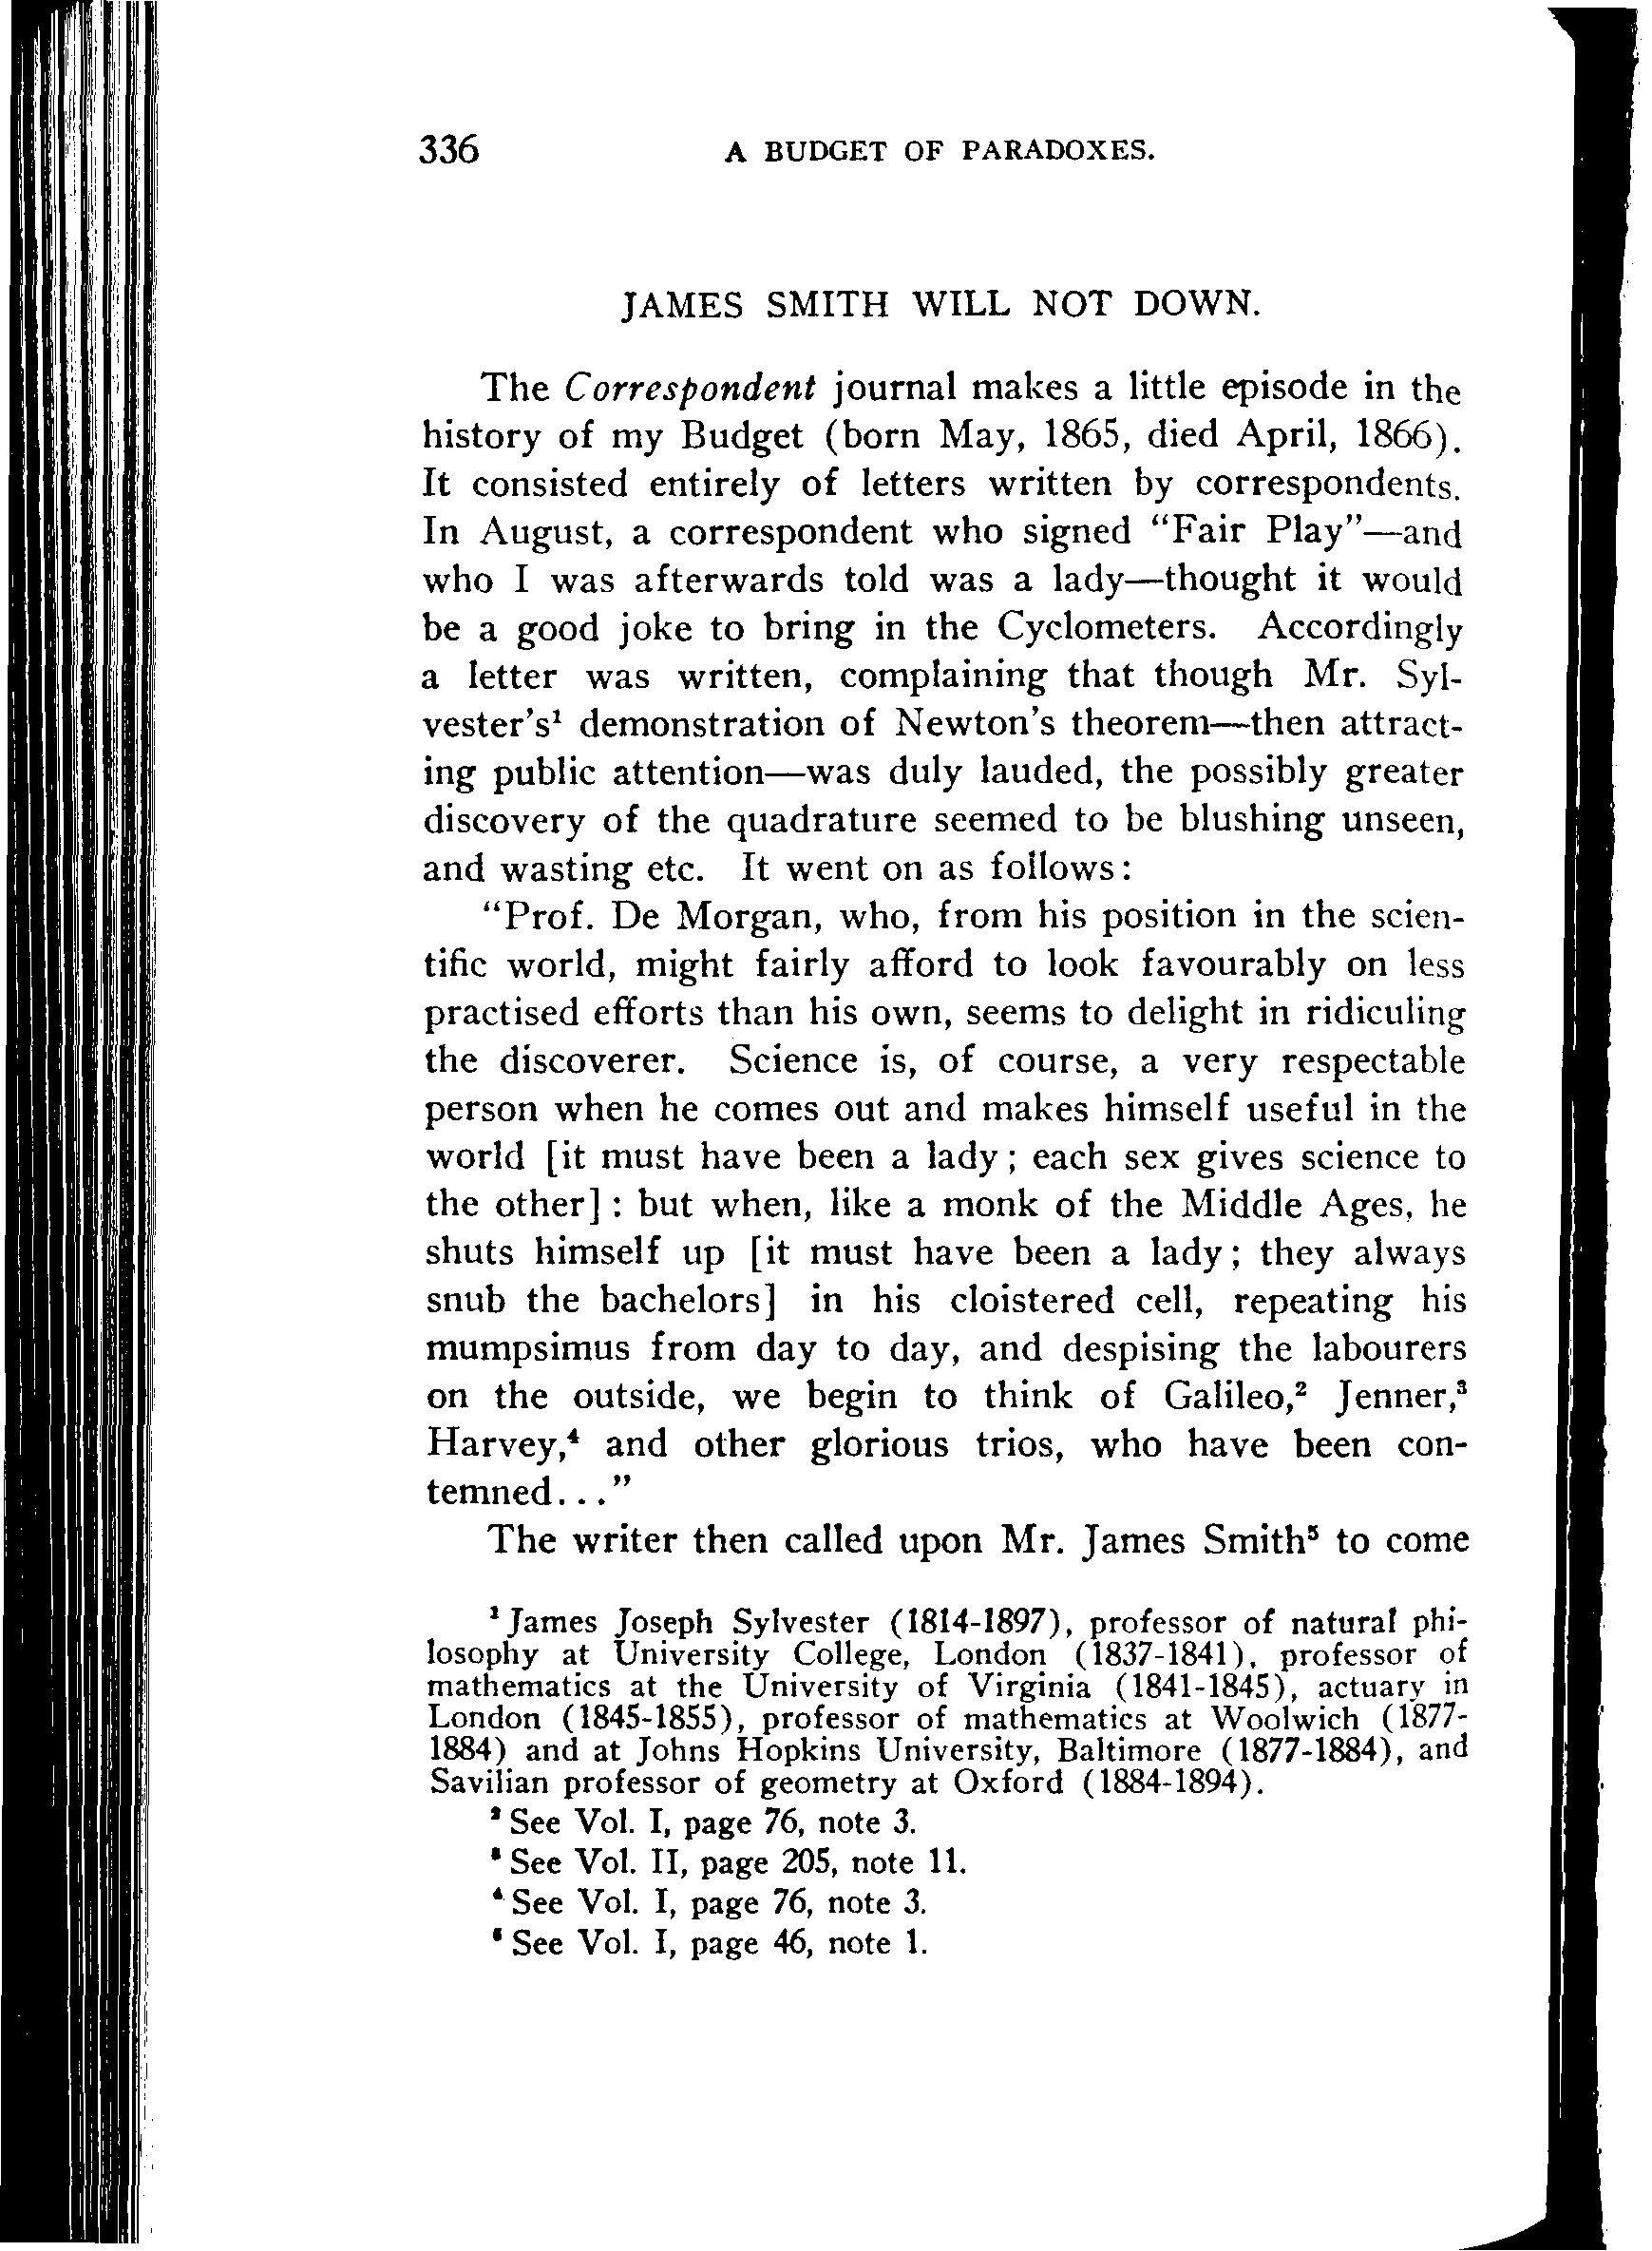 336 A BUDGET OF PARADOXES.
JAMES SMITH WILL NOT DOWN.
The Correspondent journal makes a little episode in the
history of my Budget (born May, 1865, died April, 1866).
It consisted entirely of letters written by correspondents.
In August, a correspondent who signed “Fair Play”—and
who I was afterwards told was a lady—thought it would
be a good joke to bring in the Cyclometers. Accordingly
a letter was written, complaining that though Mr. Syl-
vester's¹ demonstration of Newton's theorem—then attract-
ing public attention—was duly lauded, the possibly greater
discovery of the quadrature seemed to be blushing unseen,
and wasting etc. It went on as follows:
“Prof. De Morgan, who, from his position in the scien-
tific world, might fairly afford to look favourably on less
practised efforts than his own, seems to delight in ridiculing
the discoverer. Science is, of course, a very respectable
person when he comes out and makes himself useful in the
world [it must have been a lady; each sex gives science to
the other]: but when, like a monk of the Middle Ages, he
shuts himself up [it must have been a lady; they always
snub the bachelors] in his cloistered cell, repeating his
mumpsimus from day to day, and despising the labourers
on the outside, we begin to think of Galileo,² Jenner,³
Harvey,⁴ and other glorious trios, who have been con-
temned...”
The writer then called upon Mr. James Smith⁵ to come
¹ James Joseph Sylvester (1814-1897), professor of natural phi-
losophy at University College, London (1837-1841), professor of
mathematics at the University of Virginia (1841-1845), actuary in
London (1845-1855), professor of mathematics at Woolwich (1877-
1884) and at Johns Hopkins University, Baltimore (1877-1884), and
Savilian professor of geometry at Oxford (1884-1894).
² See Vol. I, page 76, note 3.
³ See Vol. II, page 205, note 11.
⁴ See Vol. I, page 76, note 3.
⁵ See Vol. I, page 46, note 1.